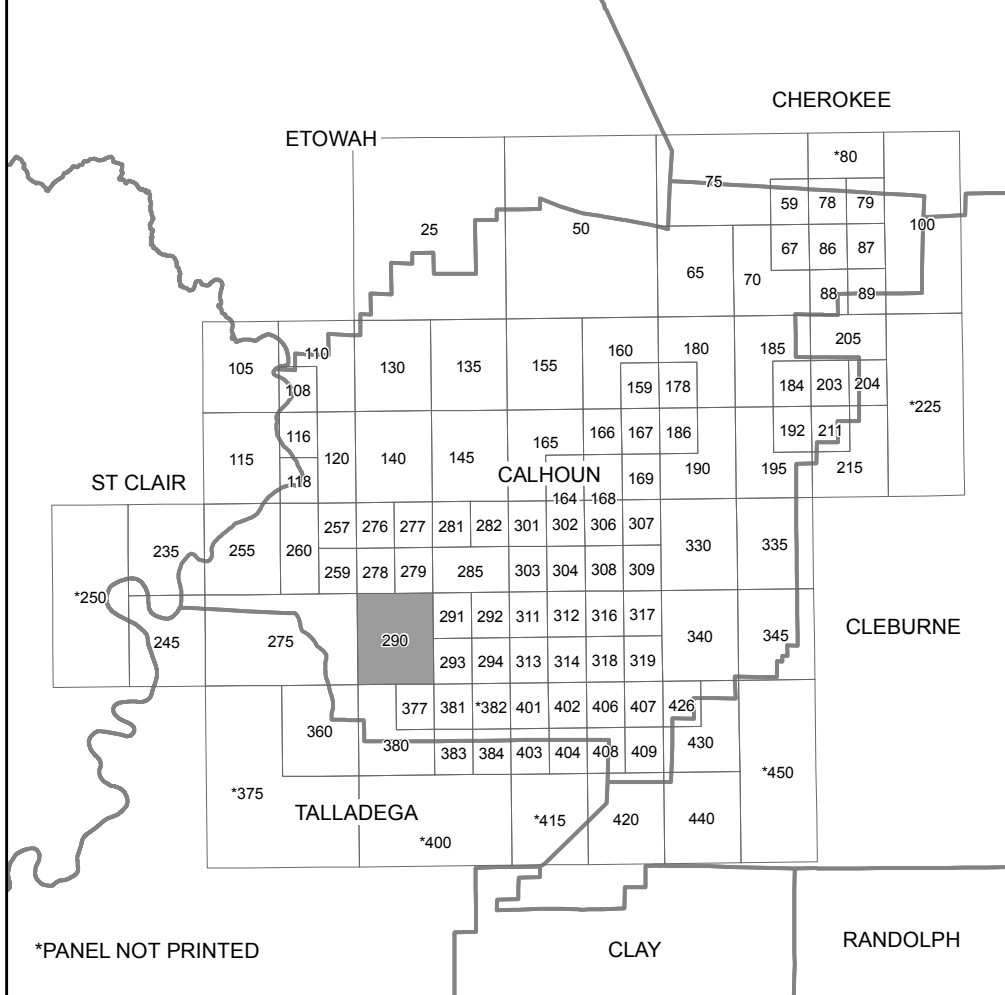 CHEROKEE
ETOWAH
*80
75
59 78 79
25 50 100
67 86 87
65 70
88 89
110 160 180 185 205
105 130 135 155
108 159 178 184 203 204
*225
116 166 167 186 192 211
115 120 140 145 165 190 195 215
ST CLAIR 118 CALHOUN 169
164 168
257 276 277 281 282 301 302 306 307
235 255 260 330 335
259 278 279 285 303 304 308 309
*250
291 292 311 312 316 317
245 275 290 340 345 CLEBURNE
293 294 313 314 318 319
377 381 *382 401 402 406 407 426
360 380 430
383 384 403 404 408 409
*375 *450
TALLADEGA *415 420 440
*400
*PANEL NOT PRINTED CLAY RANDOLPH